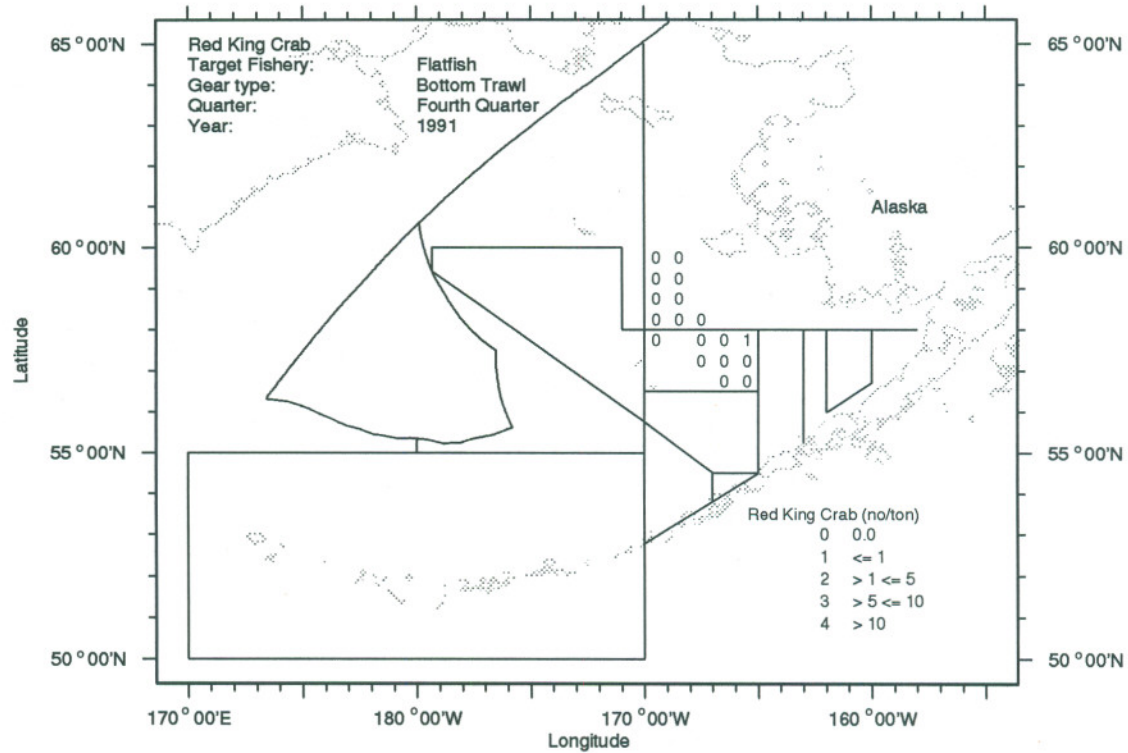 65 °00'N
65 °00'N
Red King Crab
Target Fishery: Flatfish
Gear type: Bottom Trawl
Quarter: Fourth Quarter
Year: 1991
Alaska
60 °00'N
60 °00'N
0 0
0 0
0 0
0 0 0
0 0 0 1
0 0 0
0 0
Latitude
55 °00'N
55 °00'N
Red King Crab (no/ton)
0 0.0
1 <= 1
2 > 1 <= 5
3 > 5 <= 10
4 > 10
50 °00'N
50 °00'N
170 °00'E
180 °00'W
170 °00'W
160 °00'W
Longitude